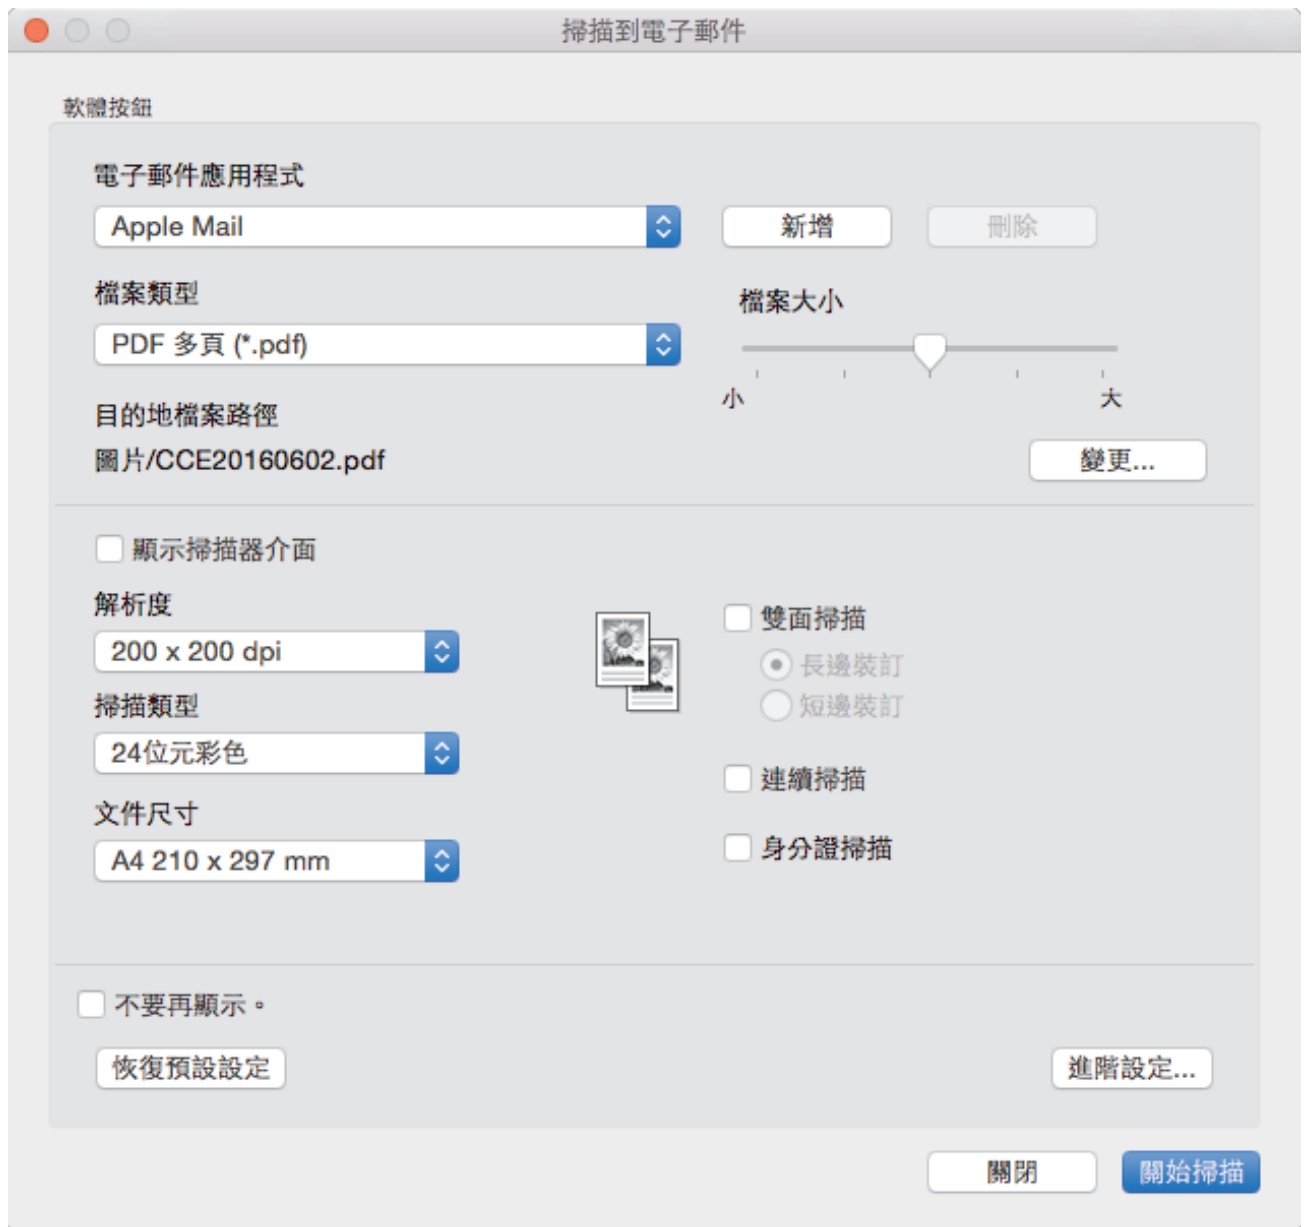 掃描到電子郵件
軟體按鈕
電子郵件應用程式
Apple Mail
新增
刪除
檔案類型
檔案大小
PDF 多頁 (*.pdf)
小
大
目的地檔案路徑
圖片/CCE20160602.pdf
變更...
顯示掃描器介面
解析度
雙面掃描
200 x 200 dpi
長邊裝訂
掃描類型
短邊裝訂
24位元彩色
連續掃描
文件尺寸
A4 210 x 297 mm
身分證掃描
不要再顯示。
恢復預設設定
進階設定...
關閉
開始掃描